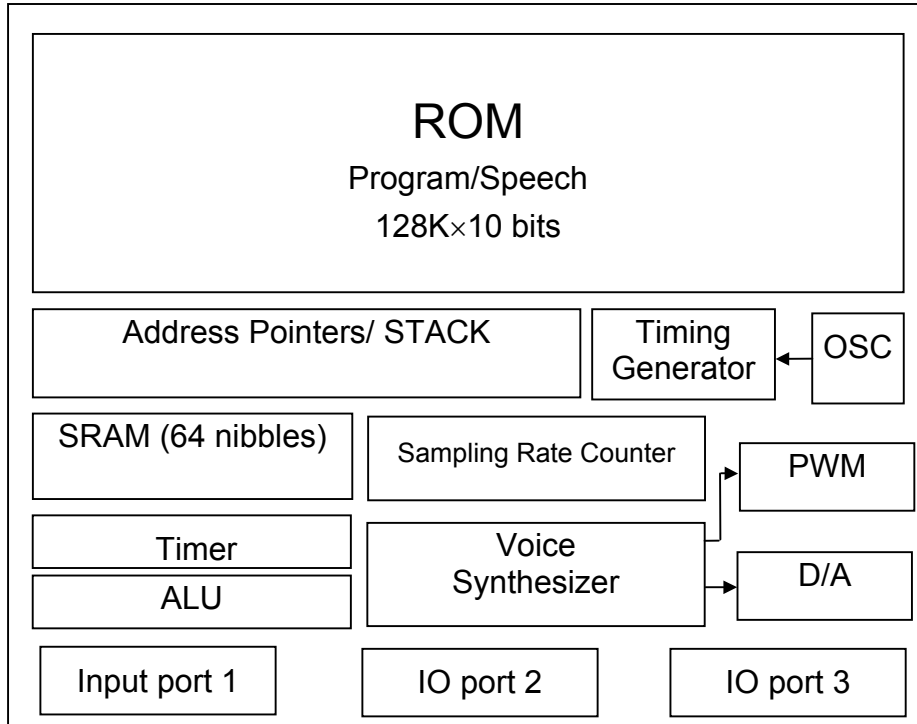 ROM
Program/Speech
128K×10 bits
Address Pointers/ STACK
Timing
Generator
OSC
SRAM (64 nibbles)
Sampling Rate Counter
PWM
Timer
Voice
Synthesizer
D/A
ALU
Input port 1
IO port 2
IO port 3